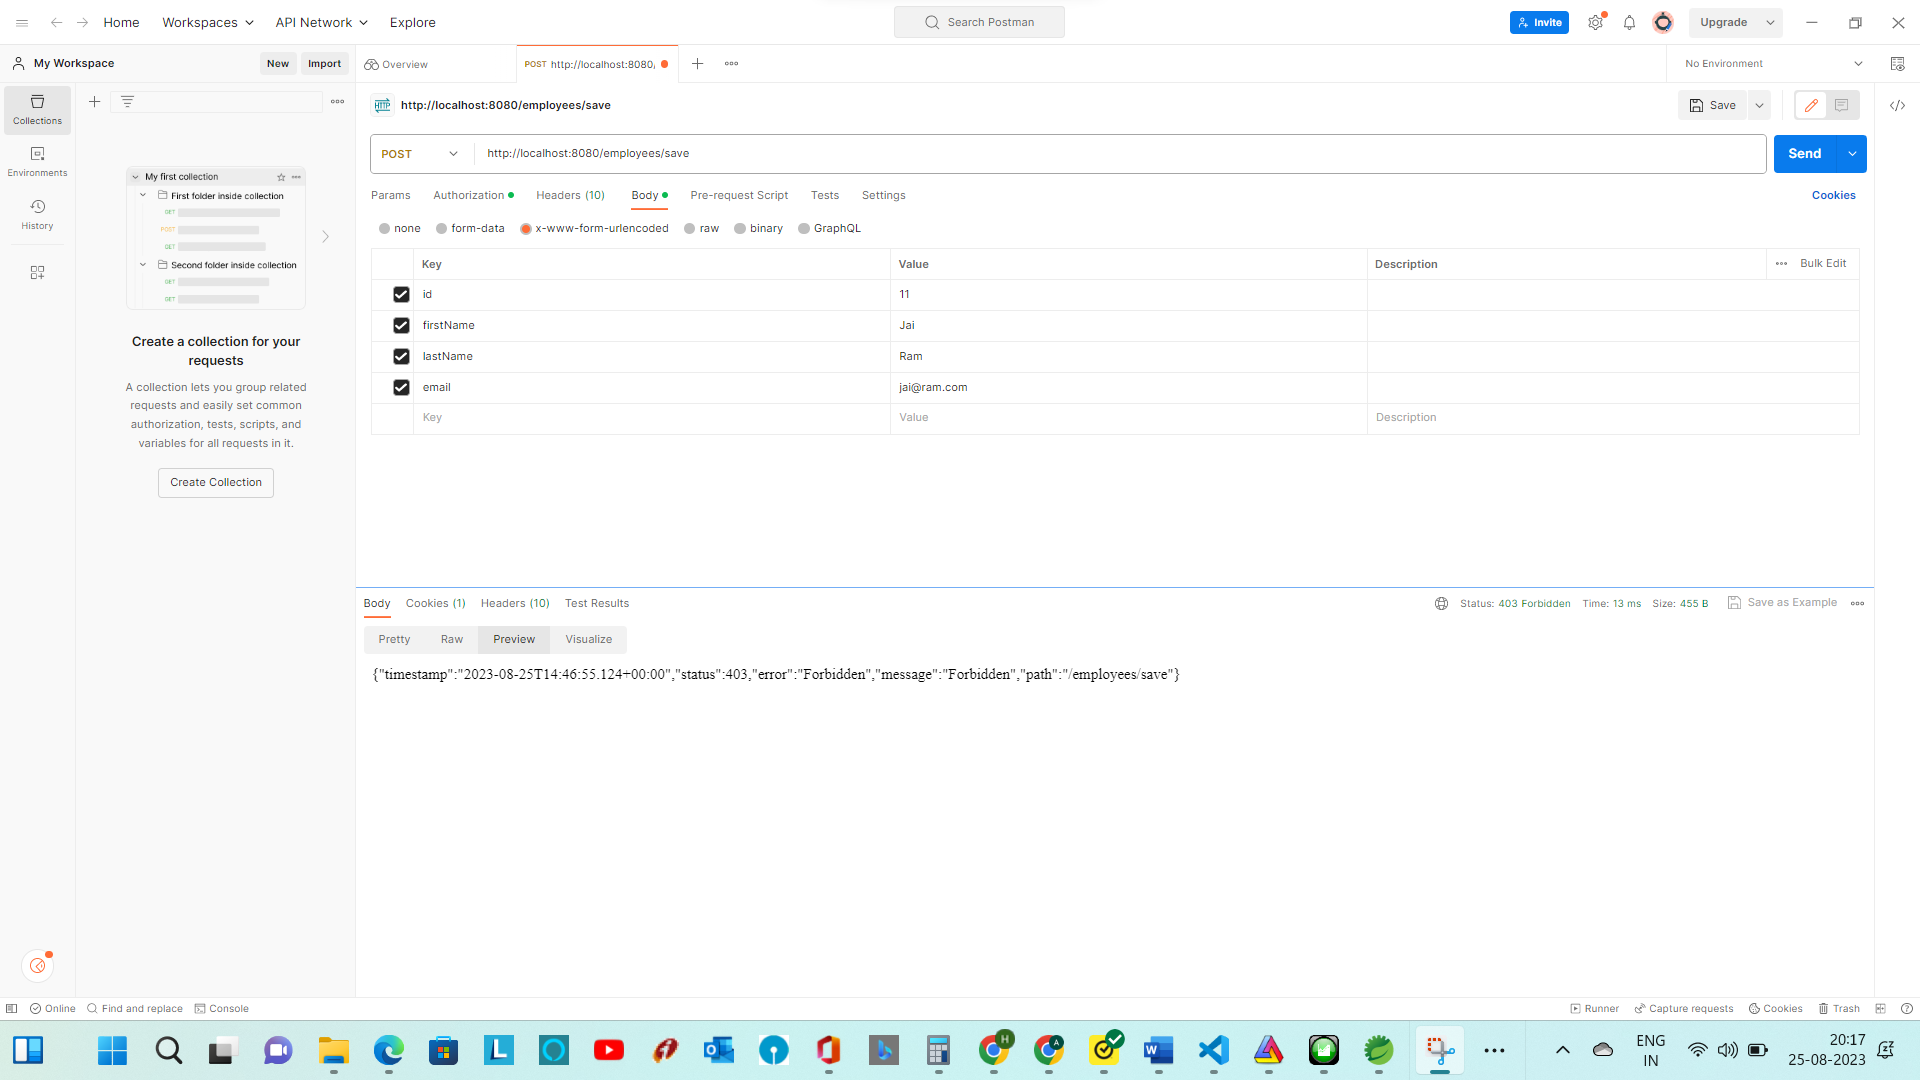 Home Workspaces API Network Explore Search Postman Invite Upgrade
My Workspace New Import Overview POST http://localhost:8080, No Environment
Collections
Environments
History
My first collection
First folder inside collection
GET
POST
GET
Second folder inside collection
GET
GET
Create a collection for your
requests
A collection lets you group related
requests and easily set common
authorization, tests, scripts, and
variables for all requests in it.
Create Collection
HTTP http://localhost:8080/employees/save Save
POST http://localhost:8080/employees/save Send
Params Authorization Headers (10) Body Pre-request Script Tests Settings Cookies
none form-data x-www-form-urlencoded raw binary GraphQL
Key Value Description Bulk Edit
id 11
firstName Jai
lastName Ram
email jai@ram.com
Key Value Description
Body Cookies (1) Headers (10) Test Results Status: 403 Forbidden Time: 13 ms Size: 455 B Save as Example
Pretty Raw Preview Visualize
{"timestamp":"2023-08-25T14:46:55.124+00:00","status":403,"error":"Forbidden","message":"Forbidden","path":"/employees/save"}
Online Find and replace Console Runner Capture requests Cookies Trash
L H A W
ENG
IN
20:17
25-08-2023